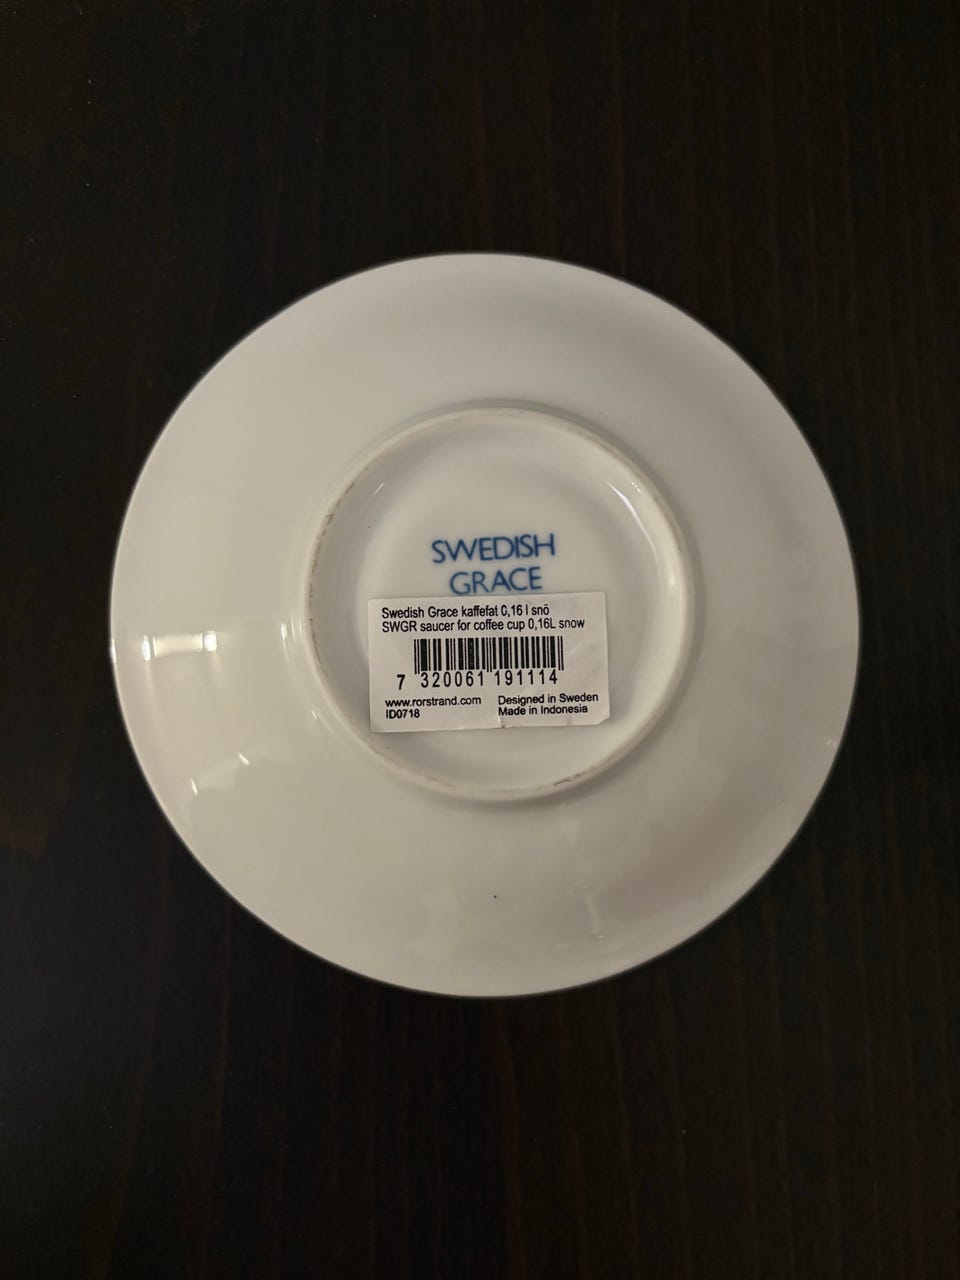 SWEDISH
GRACE
Swedish Grace kaffefat 0,16 l snö
SWGR saucer for coffee cup 0,16L snow
7 320061 191114
www.rorstrand.com Designed in Sweden
ID0718 Made in Indonesia